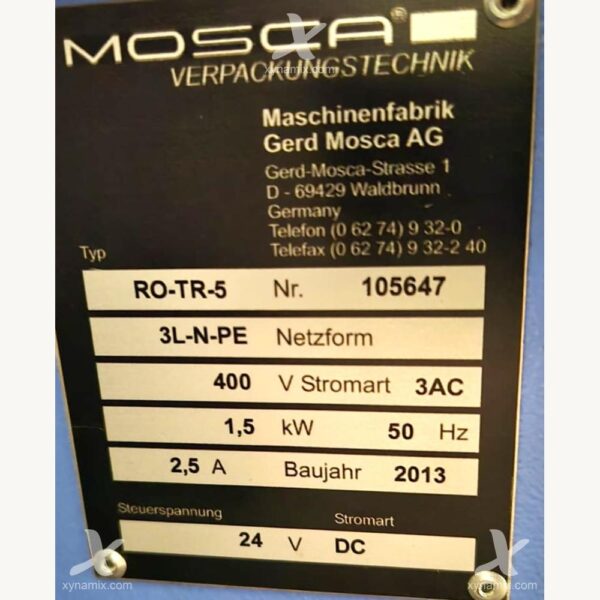 MOSCA®
VERPACKUNGSTECHNIK
xynamix.com
Maschinenfabrik
Gerd Mosca AG
Gerd-Mosca-Strasse 1
D - 69429 Waldbrunn
Germany
Telefon (0 62 74) 9 32-0
Telefax (0 62 74) 9 32-2 40
Typ
RO-TR-5 Nr. 105647
3L-N-PE Netzform
400 V Stromart 3AC
1,5 kW 50 Hz
2,5 A Baujahr 2013
Steuerspannung Stromart
24 V DC
xynamix.com xynamix.com